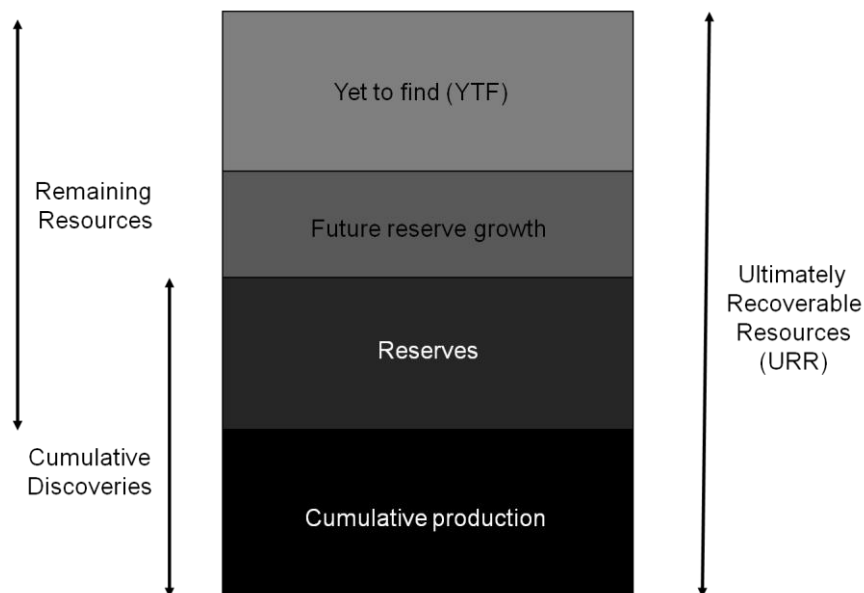 Yet to find (YTF)
Remaining
Resources
Future reserve growth
Ultimately
Recoverable
Resources
(URR)
Reserves
Cumulative
Discoveries
Cumulative production